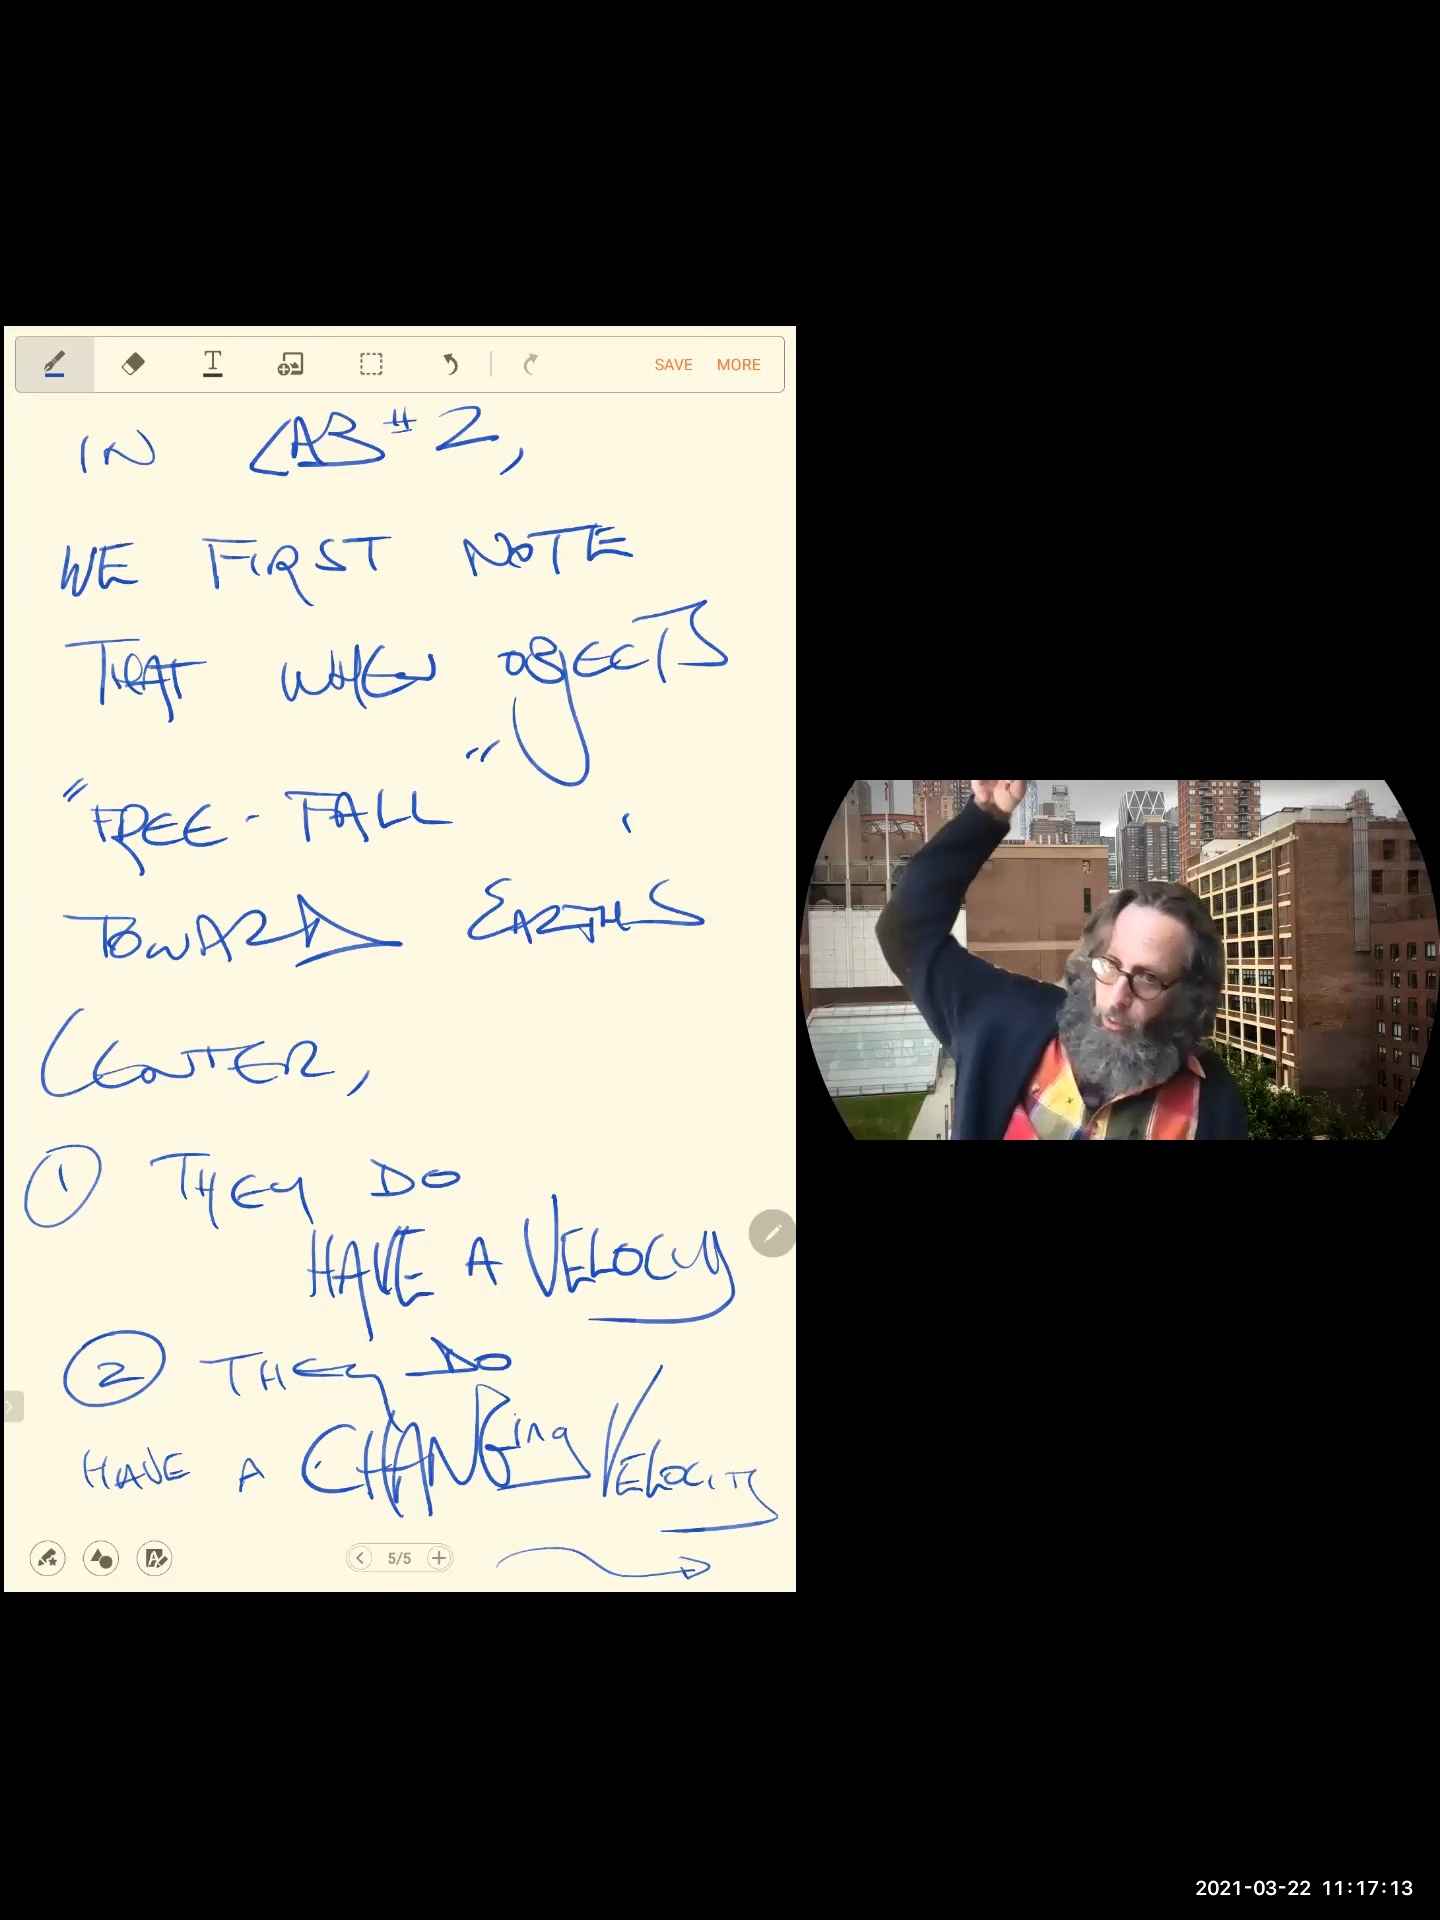 SAVE MORE
IN LAB #2,
WE FIRST NOTE
THAT WHEN OBJECTS
"FREE-FALL"
TOWARD EARTH'S
CENTER,
① THEY DO
HAVE A VELOCITY
② THEY DO
HAVE A CHANGing VELOCITY
5/5
2021-03-22 11:17:13